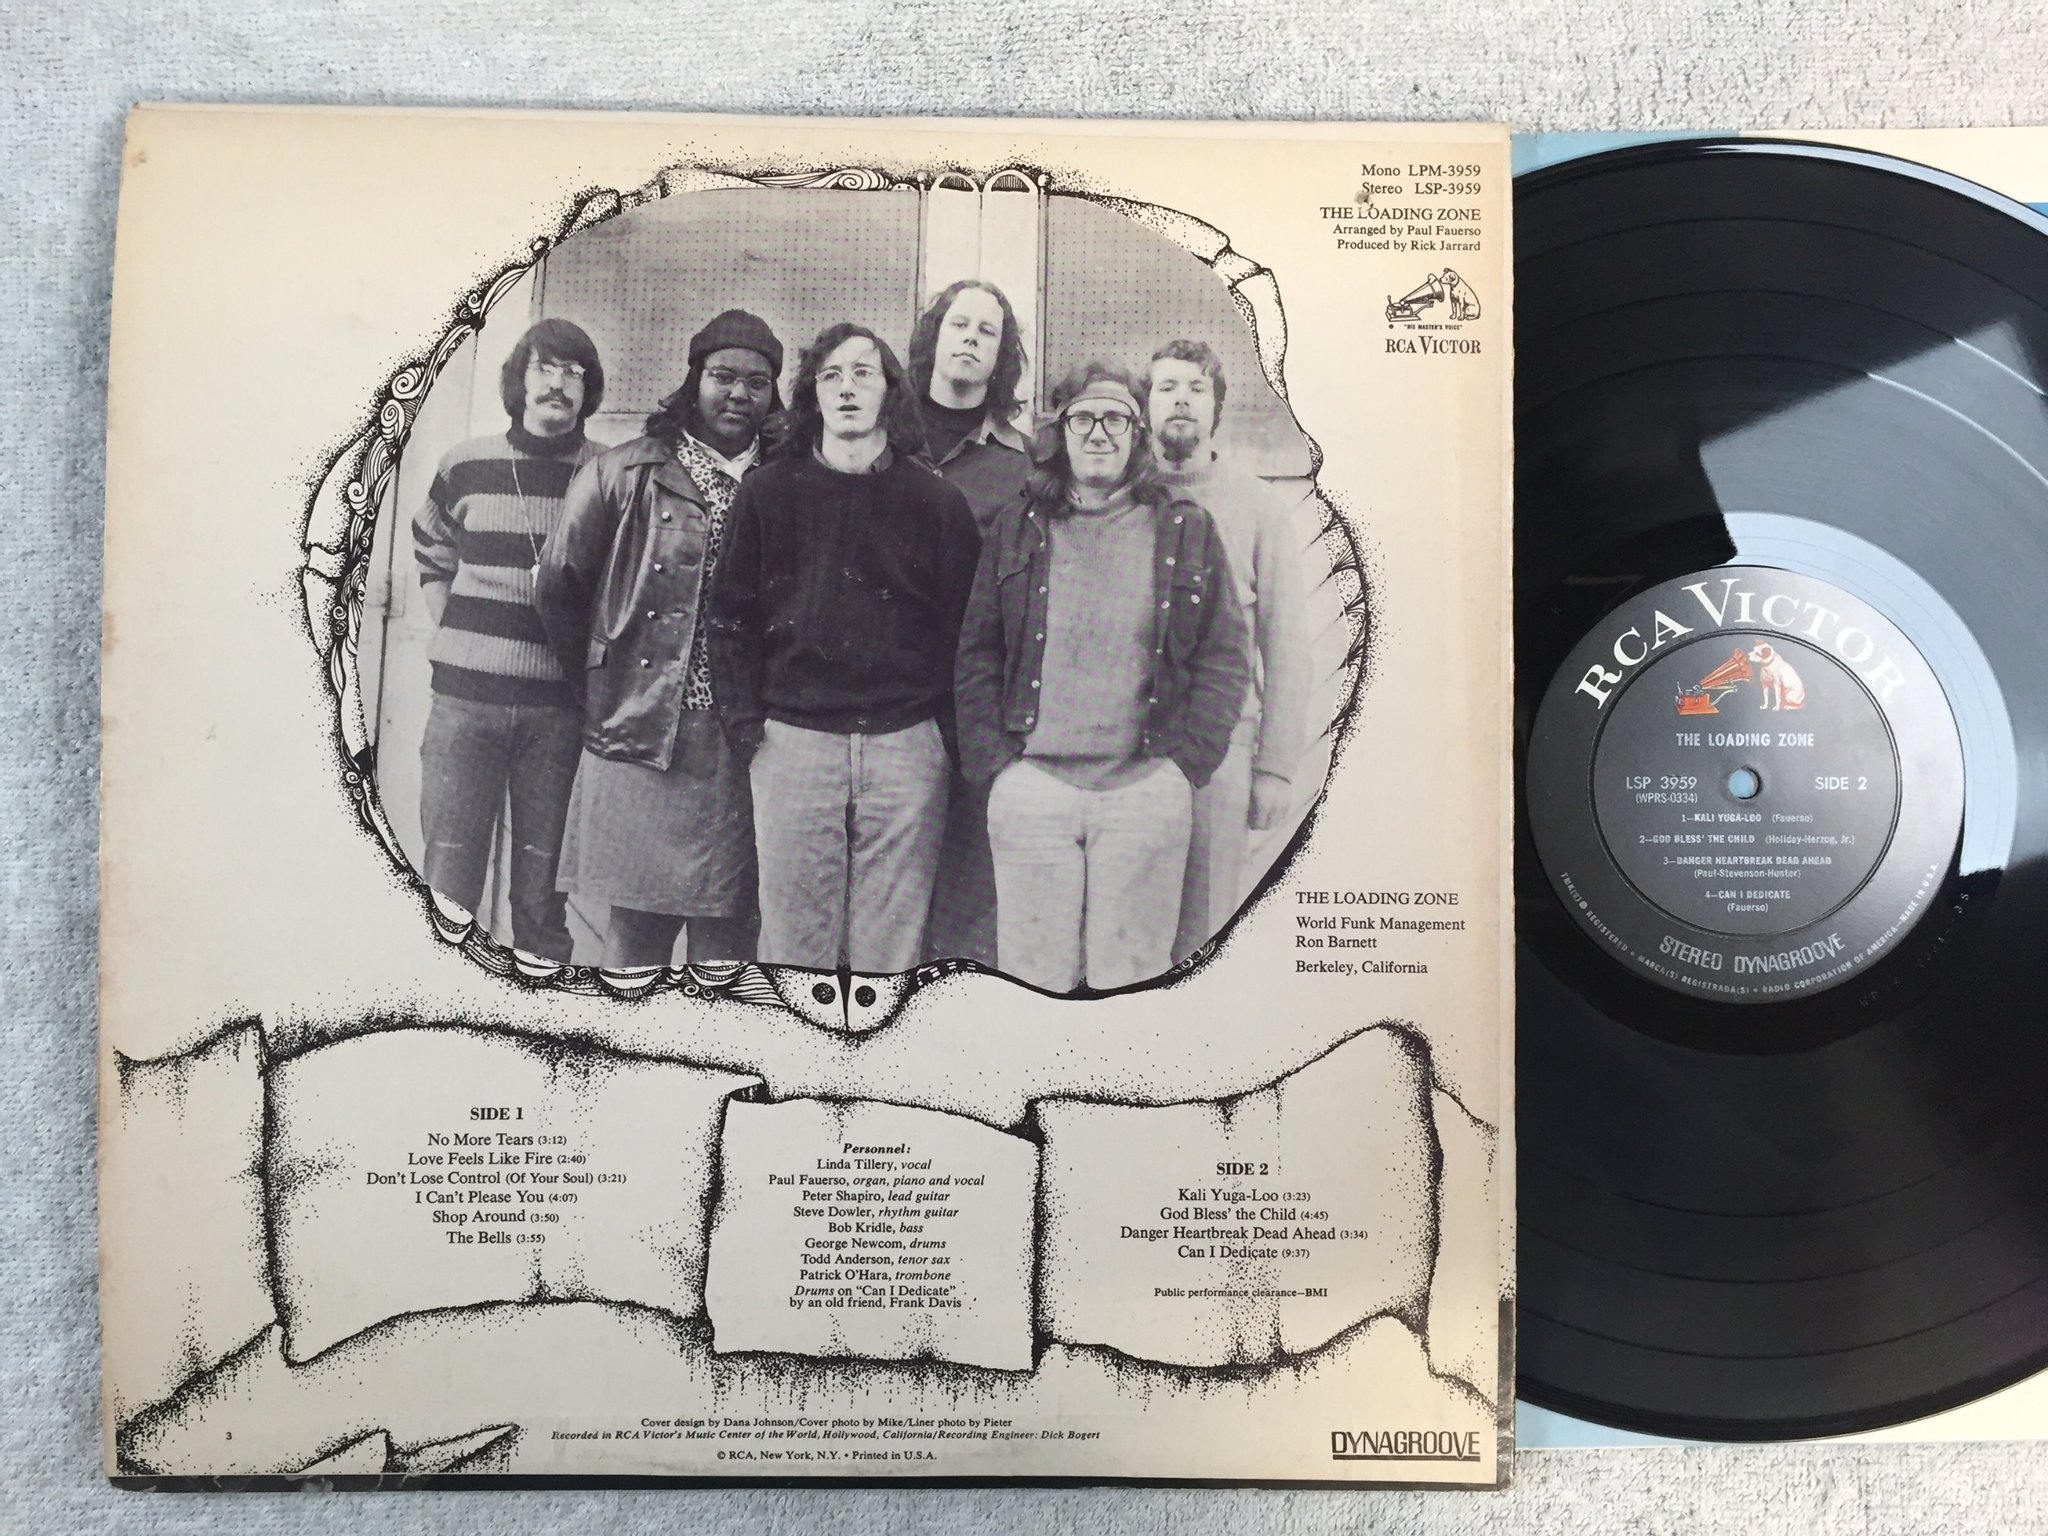 Mono LPM-3959
Stereo LSP-3959
THE LOADING ZONE
Arranged by Paul Fauerso
Produced by Rick Jarrard
"HIS MASTER'S VOICE"
RCA VICTOR
THE LOADING ZONE
World Funk Management
Ron Barnett
Berkeley, California
SIDE 1
No More Tears (3:12)
Love Feels Like Fire (2:40)
Don't Lose Control (Of Your Soul) (3:21)
I Can't Please You (4:07)
Shop Around (3:50)
The Bells (3:55)
Personnel:
Linda Tillery, vocal
Paul Fauerso, organ, piano and vocal
Peter Shapiro, lead guitar
Steve Dowler, rhythm guitar
Bob Kridle, bass
George Newcom, drums
Todd Anderson, tenor sax
Patrick O'Hara, trombone
Drums on "Can I Dedicate"
by an old friend, Frank Davis
SIDE 2
Kali Yuga-Loo (3:23)
God Bless' the Child (4:45)
Danger Heartbreak Dead Ahead (3:34)
Can I Dedicate (9:37)
Public performance clearance—BMI
3
Cover design by Dana Johnson/Cover photo by Mike/Liner photo by Pieter
Recorded in RCA Victor's Music Center of the World, Hollywood, California/Recording Engineer: Dick Bogert
© RCA, New York, N.Y. • Printed in U.S.A.
DYNAGROOVE
RCA VICTOR
THE LOADING ZONE
LSP 3959
(WPRS-0334)
SIDE 2
1—KALI YUGA-LOO (Fauerso)
2—GOD BLESS' THE CHILD (Holiday-Herzog, Jr.)
3—DANGER HEARTBREAK DEAD AHEAD
(Paul-Stevenson-Hunter)
4—CAN I DEDICATE
(Fauerso)
STEREO DYNAGROOVE
TMK(S) ® REGISTERED • MARCA(S) REGISTRADA(S) • RADIO CORPORATION OF AMERICA—MADE IN U.S.A.